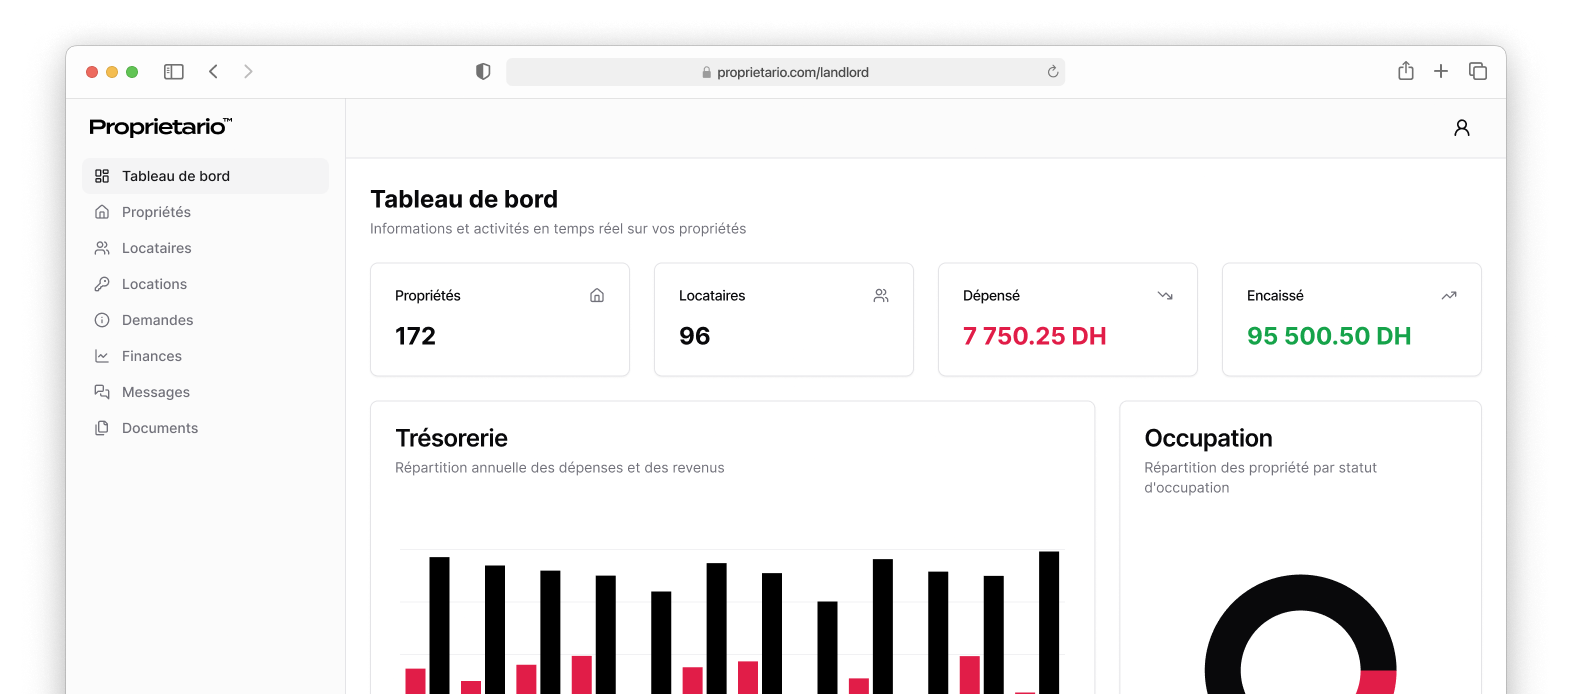 proprietario.com/landlord
Proprietario™
Tableau de bord
Propriétés
Locataires
Locations
Demandes
Finances
Messages
Documents
Tableau de bord
Informations et activités en temps réel sur vos propriétés
Propriétés
172
Locataires
96
Dépensé
7 750.25 DH
Encaissé
95 500.50 DH
Trésorerie
Répartition annuelle des dépenses et des revenus
Occupation
Répartition des propriété par statut
d'occupation